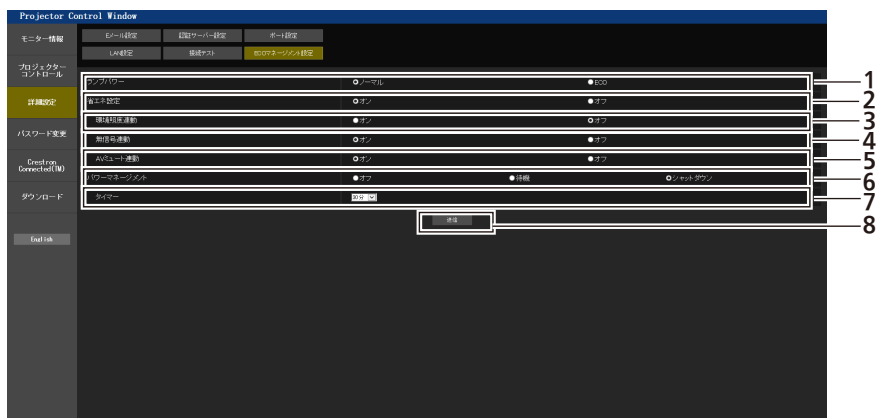 Projector Control Window
モニター情報
プロジェクター
コントロール
詳細設定
パスワード変更
Crestron
Connected(TM)
ダウンロード
English
Eメール設定 認証サーバー設定 ポート設定
LAN設定 接続テスト ECOマネージメント設定
ランプパワー ノーマル ECO 1
省エネ設定 オン オフ 2
環境照度連動 オン オフ 3
無信号連動 オン オフ 4
AVミュート連動 オン オフ 5
パワーマネージメント オフ 待機 シャットダウン 6
タイマー 30分 7
送信 8